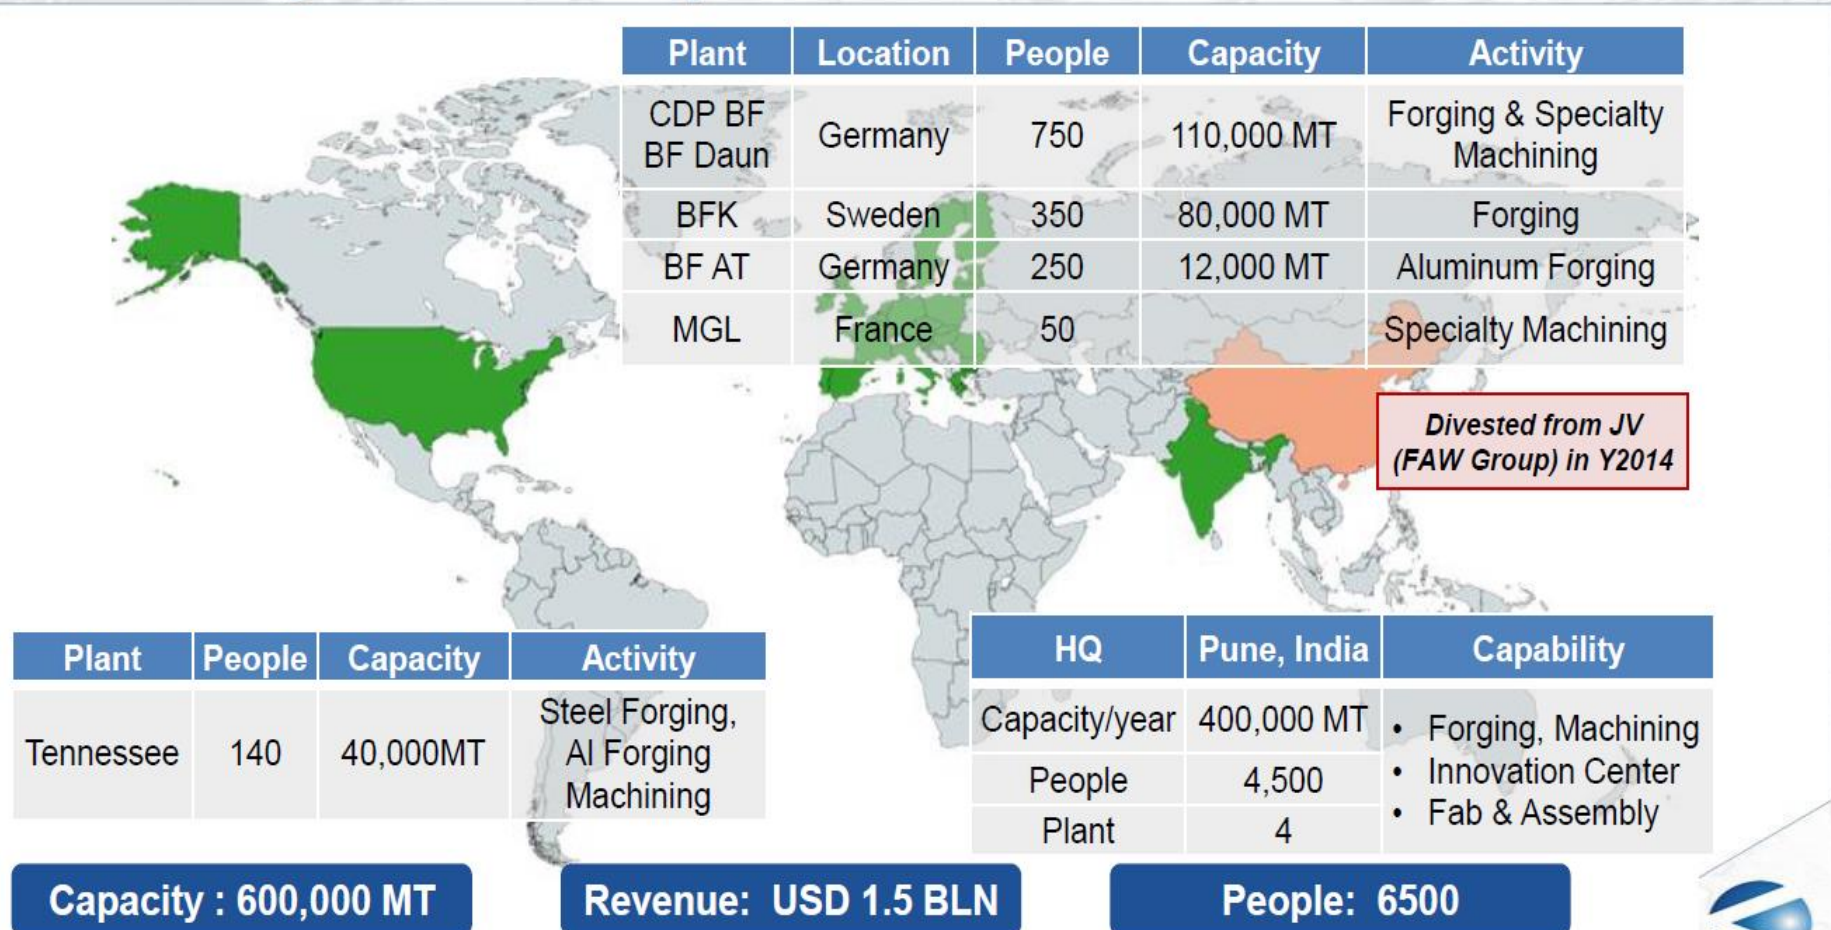 Plant Location People Capacity Activity
CDP BF
BF Daun
Germany 750 110,000 MT
Forging & Specialty
Machining
BFK Sweden 350 80,000 MT Forging
BF AT Germany 250 12,000 MT Aluminum Forging
MGL France 50 Specialty Machining
Divested from JV
(FAW Group) in Y2014
Plant People Capacity Activity
Tennessee 140 40,000MT
Steel Forging,
Al Forging
Machining
HQ Pune, India Capability
Capacity/year 400,000 MT
People 4,500
Plant 4
• Forging, Machining
• Innovation Center
• Fab & Assembly
Capacity : 600,000 MT
Revenue: USD 1.5 BLN
People: 6500